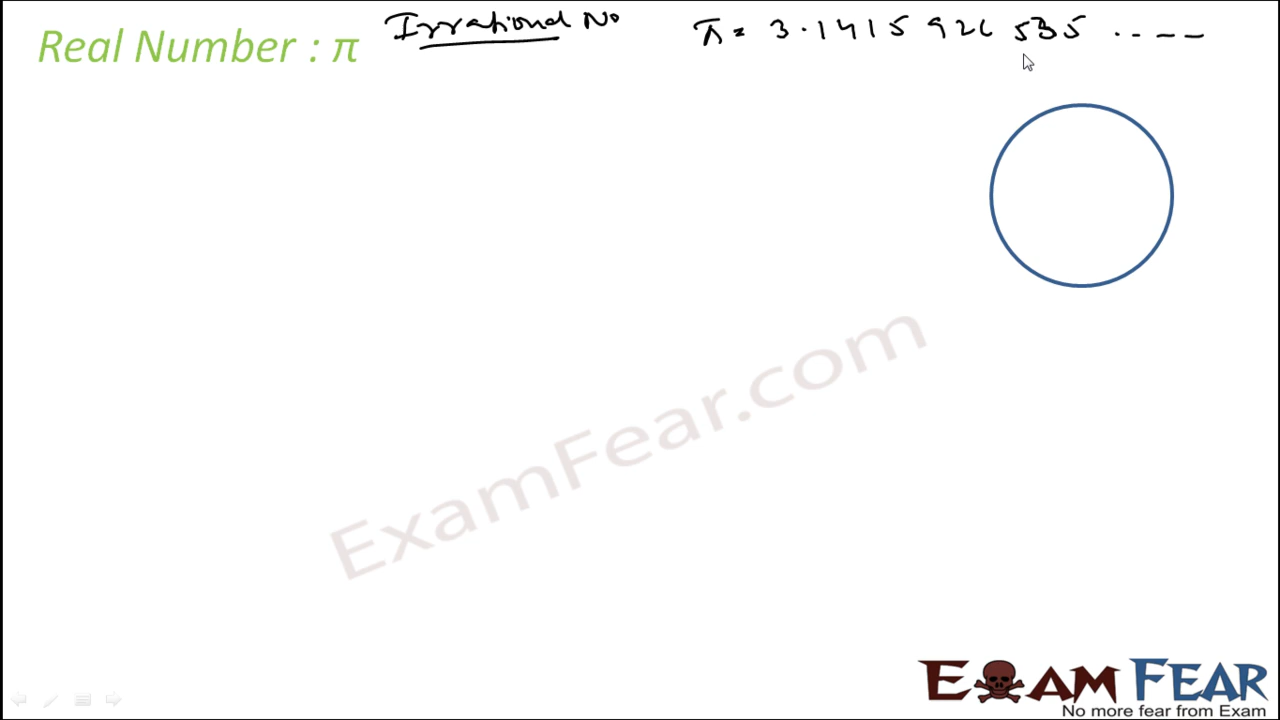 Real Number : π
Irrational No
π = 3.1415 926 535 ....
ExamFear.com
EXAM FEAR
No more fear from Exam